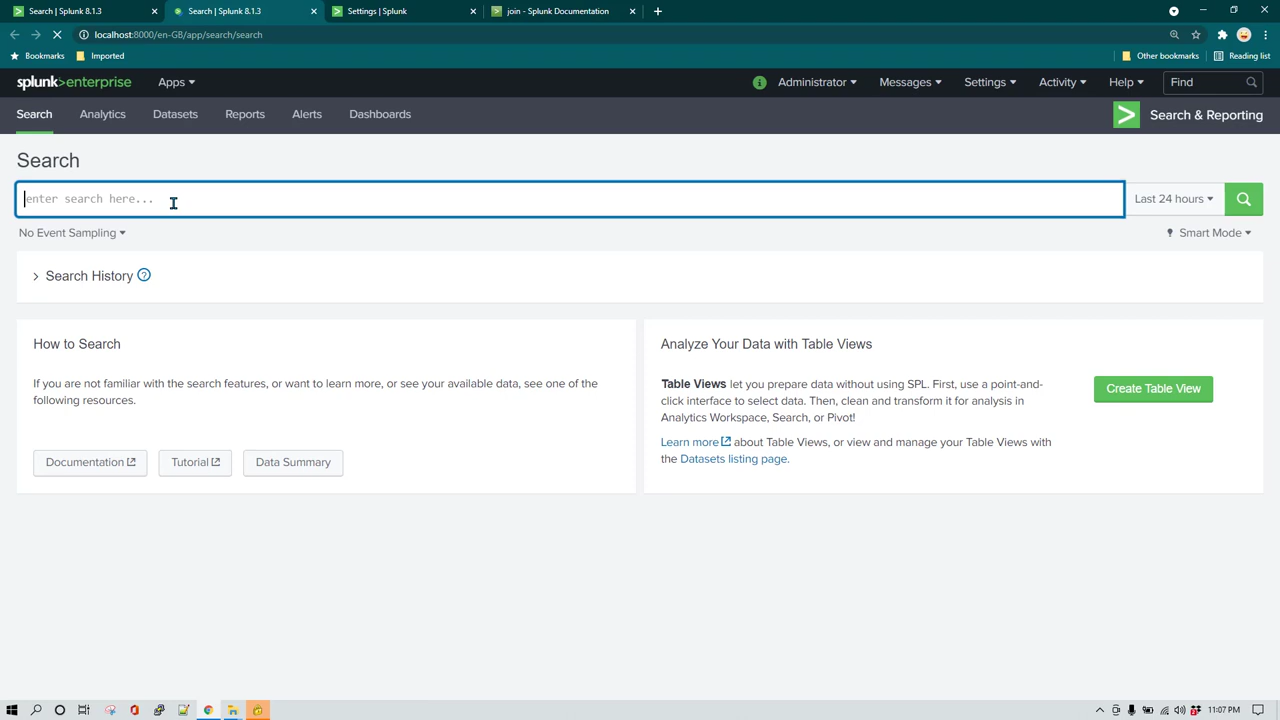 Search | Splunk 8.1.3
Search | Splunk 8.1.3
Settings | Splunk
join - Splunk Documentation
localhost:8000/en-GB/app/search/search
Bookmarks
Imported
Other bookmarks
Reading list
splunk>enterprise
Apps
Administrator
Messages
Settings
Activity
Help
Find
Search
Analytics
Datasets
Reports
Alerts
Dashboards
Search & Reporting
Search
enter search here...
Last 24 hours
No Event Sampling
Smart Mode
Search History
How to Search
If you are not familiar with the search features, or want to learn more, or see your available data, see one of the
following resources.
Documentation
Tutorial
Data Summary
Analyze Your Data with Table Views
Table Views let you prepare data without using SPL. First, use a point-and-
click interface to select data. Then, clean and transform it for analysis in
Analytics Workspace, Search, or Pivot!
Learn more about Table Views, or view and manage your Table Views with
the Datasets listing page.
Create Table View
11:07 PM